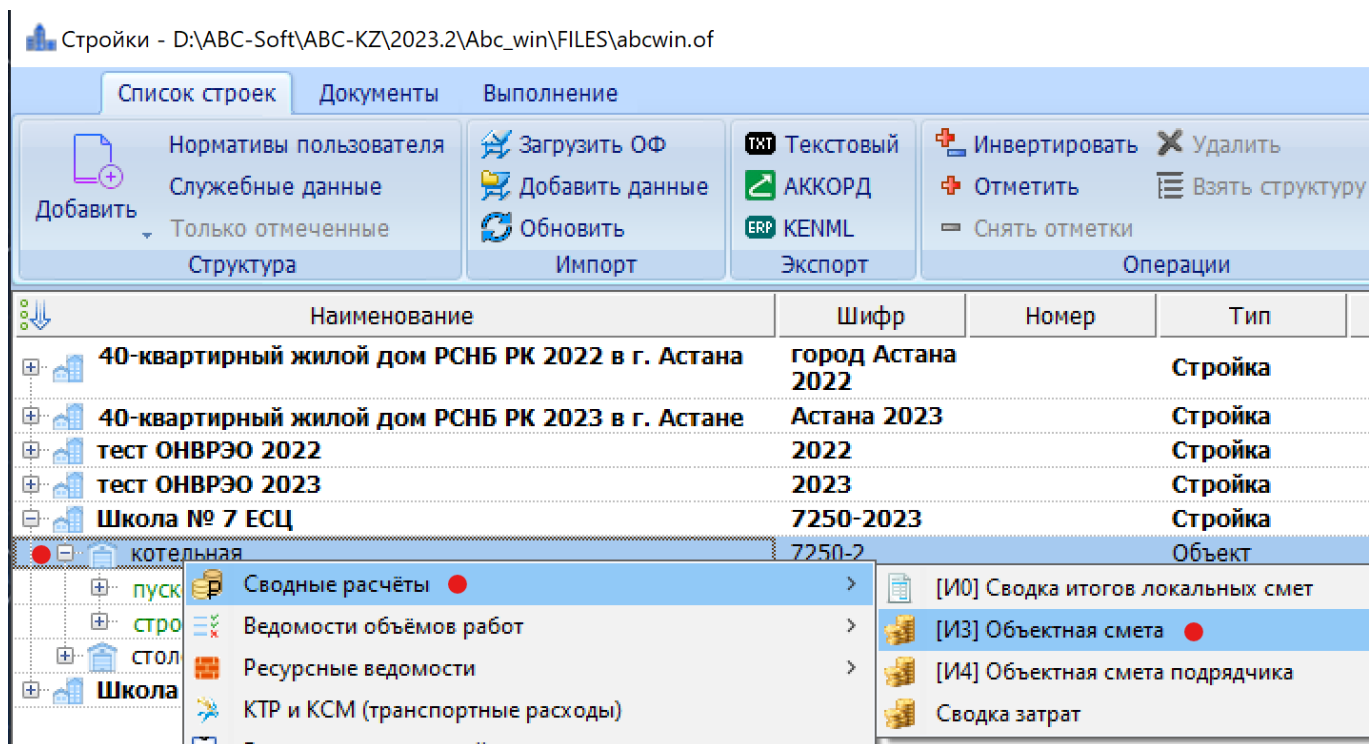 Стройки - D:\ABC-Soft\ABC-KZ\2023.2\Abc_win\FILES\abcwin.of
Список строек Документы Выполнение
Нормативы пользователя Загрузить ОФ TXT Текстовый Инвертировать Удалить
Служебные данные Добавить данные АККОРД Отметить Взять структуру
Добавить
Только отмеченные Обновить ERP KENML Снять отметки
Структура Импорт Экспорт Операции
Наименование Шифр Номер Тип
40-квартирный жилой дом РСНБ РК 2022 в г. Астана город Астана 2022 Стройка
40-квартирный жилой дом РСНБ РК 2023 в г. Астане Астана 2023 Стройка
тест ОНВРЭО 2022 2022 Стройка
тест ОНВРЭО 2023 2023 Стройка
Школа № 7 ЕСЦ 7250-2023 Стройка
котельная 7250-2 Объект
пуск Сводные расчёты [И0] Сводка итогов локальных смет
стро Ведомости объёмов работ [И3] Объектная смета
стол Ресурсные ведомости [И4] Объектная смета подрядчика
Школа КТР и КСМ (транспортные расходы) Сводка затрат